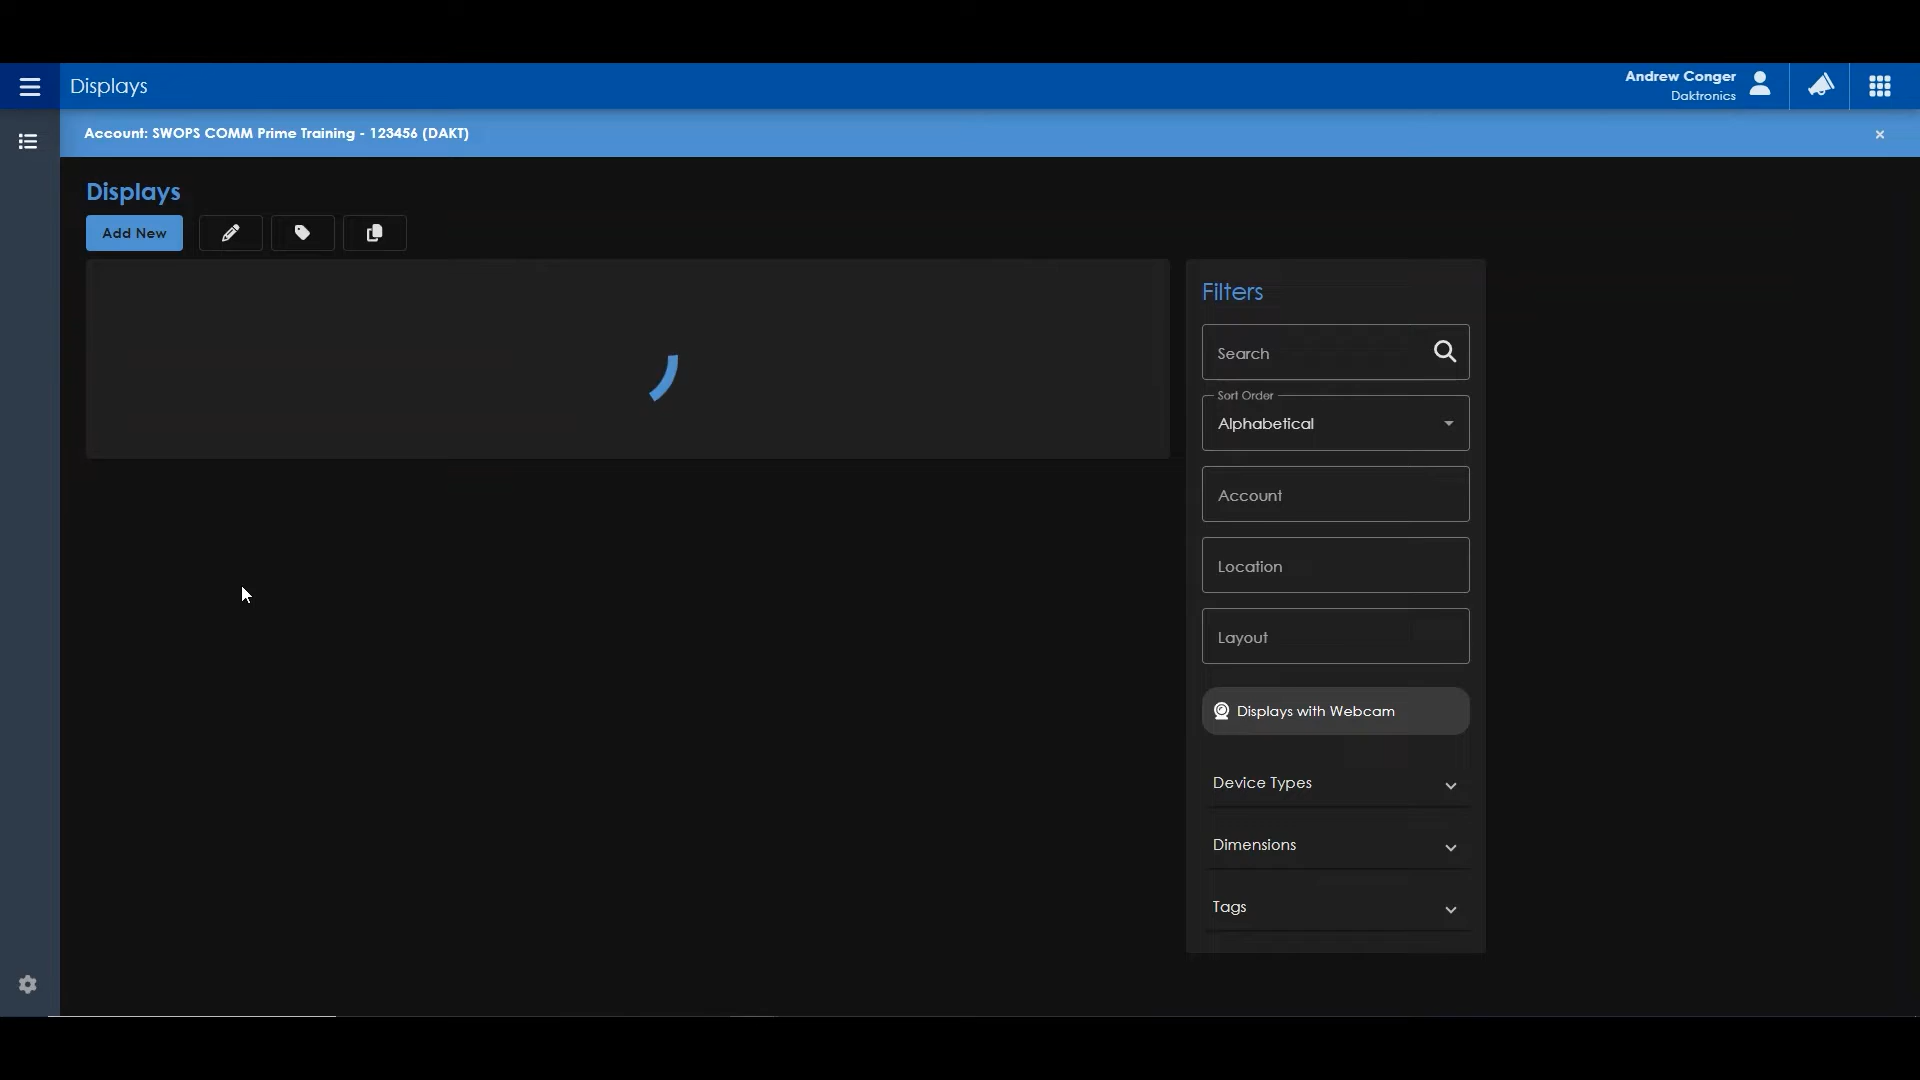 Displays
Andrew Conger
Daktronics
Account: SWOPS COMM Prime Training - 123456 (DAKT)
Displays
Add New
Filters
Search
Sort Order
Alphabetical
Account
Location
Layout
Displays with Webcam
Device Types
Dimensions
Tags